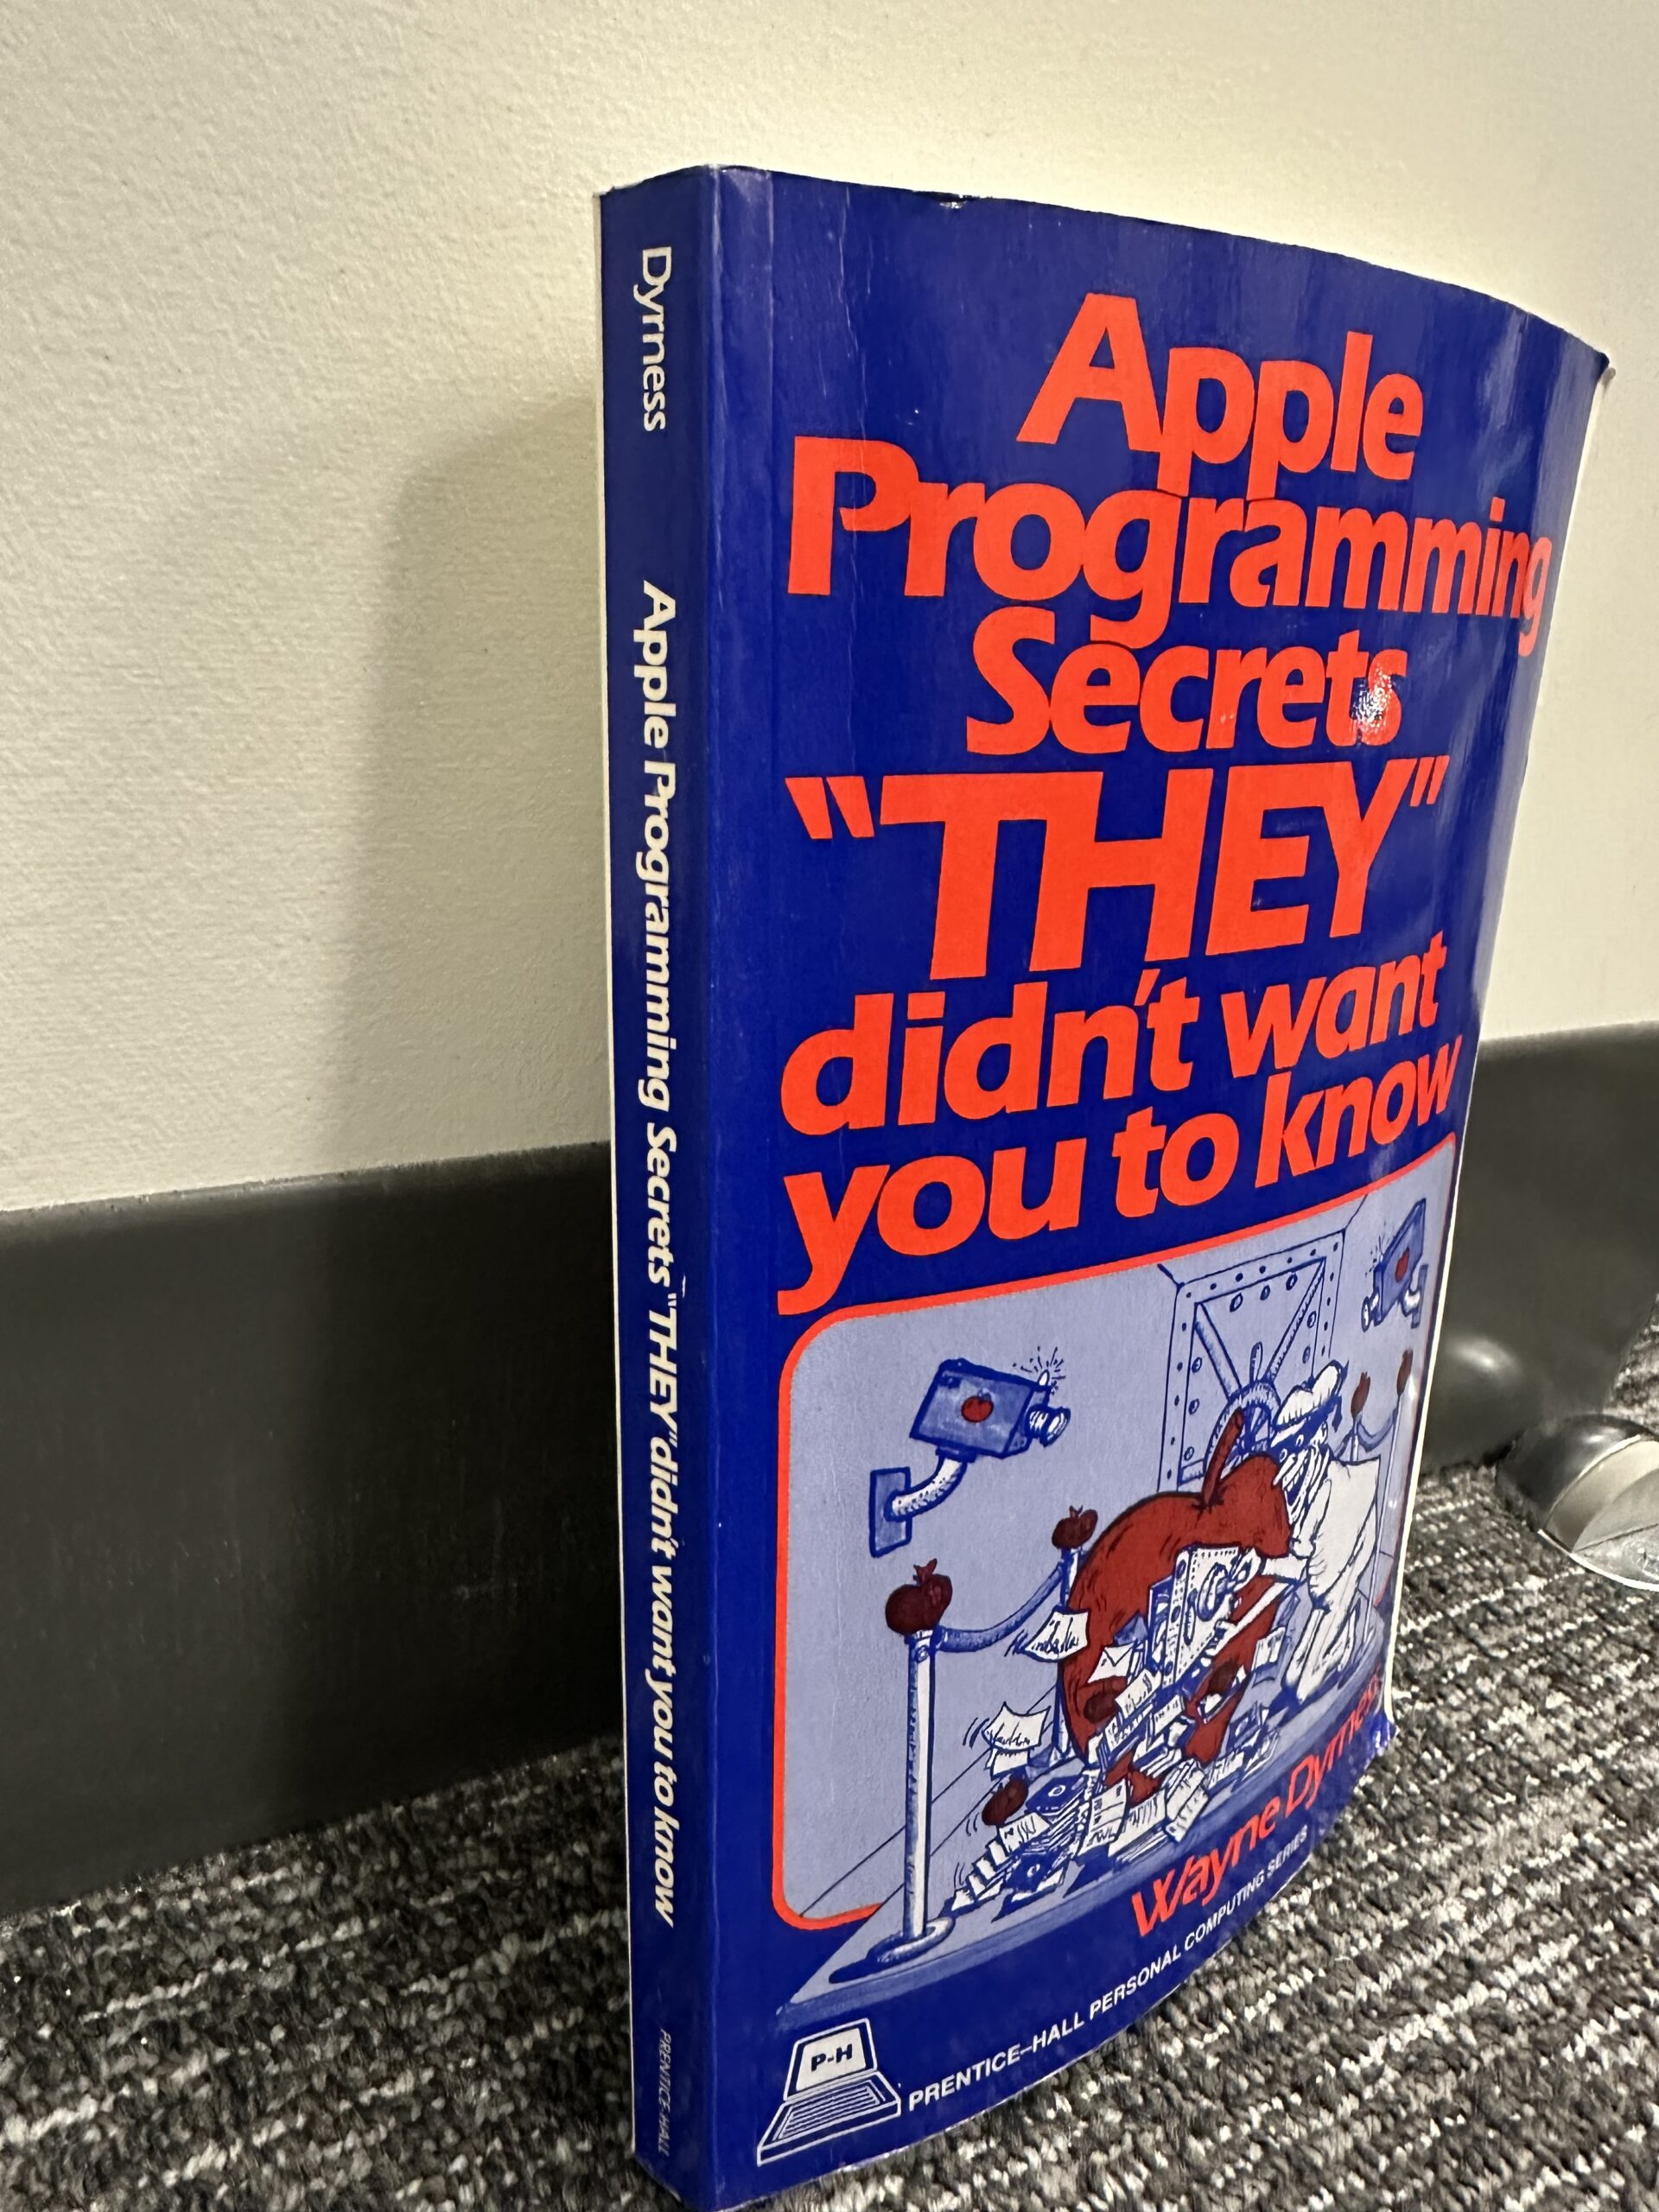 Dyrness Apple Programming Secrets "THEY" didn't want you to know PRENTICE-HALL
Apple
Programming
Secrets
"THEY"
didn't want
you to know
Wayne Dyrness
PRENTICE-HALL PERSONAL COMPUTING SERIES
P-H